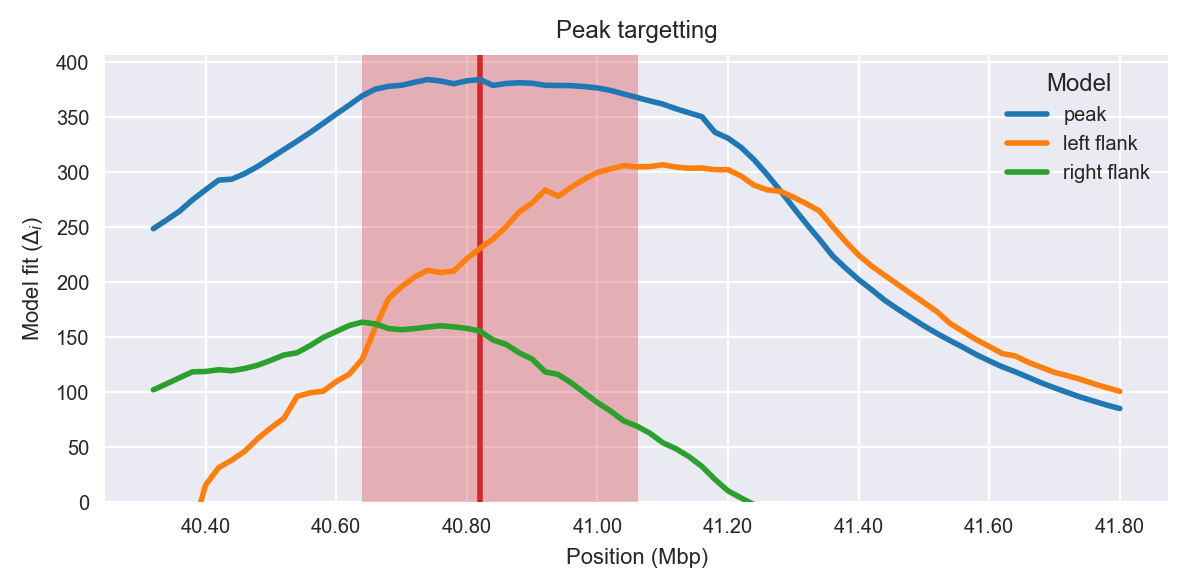 Peak targetting
400
350
300
250
200
150
100
50
0
Model fit (Δᵢ)
Model
peak
left flank
right flank
40.40 40.60 40.80 41.00 41.20 41.40 41.60 41.80
Position (Mbp)